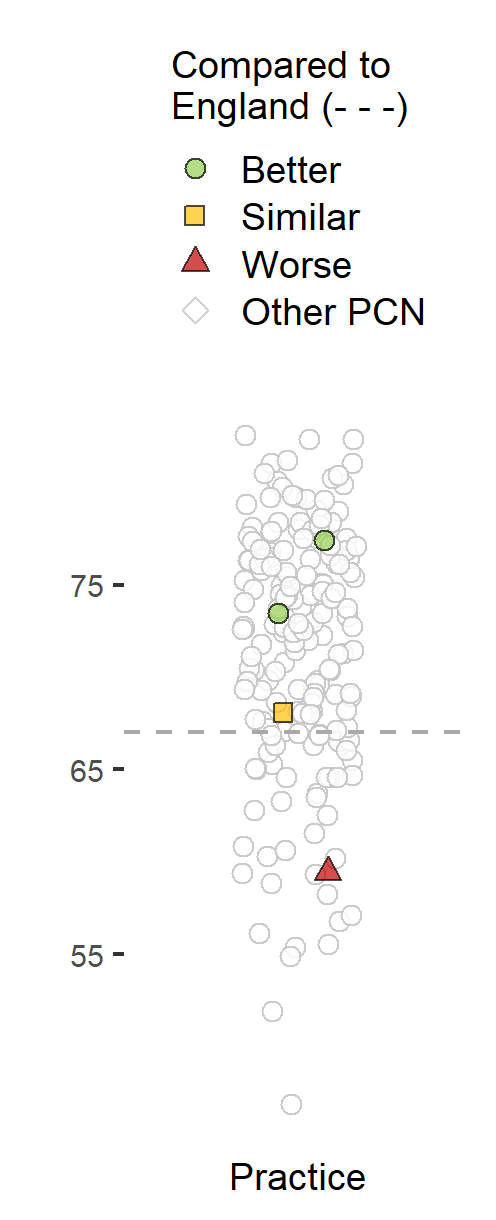 Compared to
England (- - -)
Better
Similar
Worse
Other PCN
75
65
55
Practice